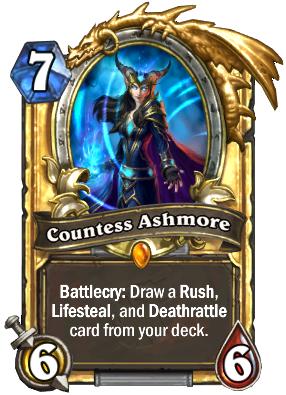 7
Countess Ashmore
Battlecry: Draw a Rush,
Lifesteal, and Deathrattle
card from your deck.
6 6